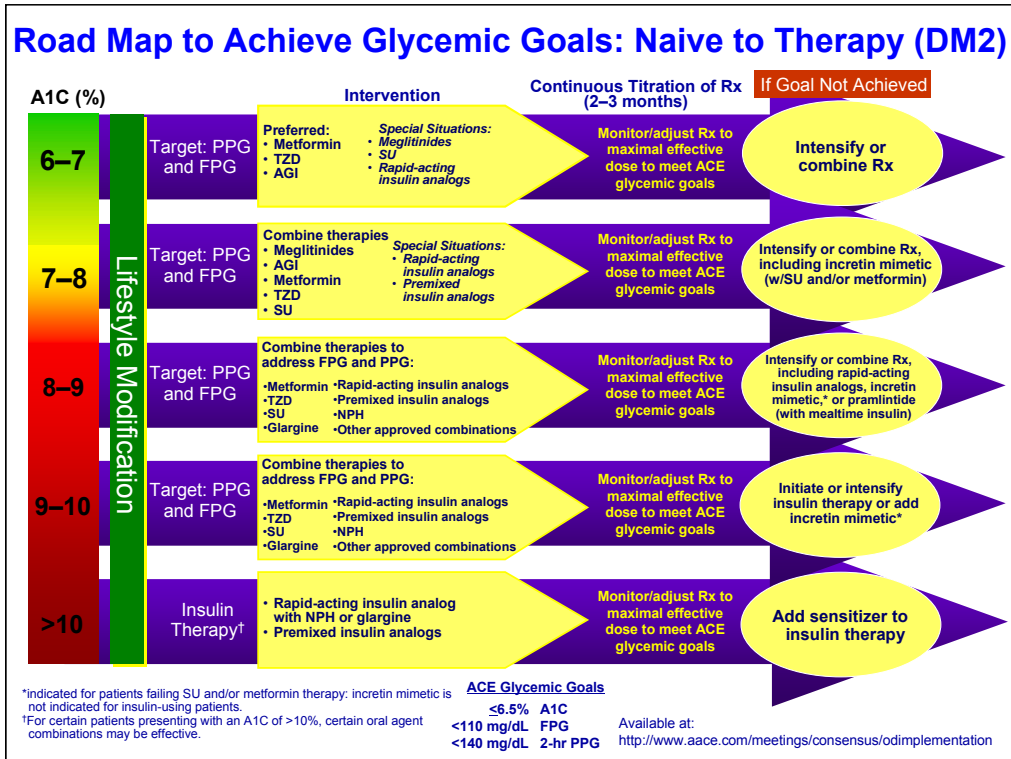 Road Map to Achieve Glycemic Goals: Naive to Therapy (DM2)
A1C (%)
Intervention
Continuous Titration of Rx
(2–3 months)
If Goal Not Achieved
Lifestyle Modification
6–7
Target: PPG
and FPG
Preferred:
• Metformin
• TZD
• AGI
Special Situations:
• Meglitinides
• SU
• Rapid-acting
insulin analogs
Monitor/adjust Rx to
maximal effective
dose to meet ACE
glycemic goals
Intensify or
combine Rx
7–8
Target: PPG
and FPG
Combine therapies
• Meglitinides
• AGI
• Metformin
• TZD
• SU
Special Situations:
• Rapid-acting
insulin analogs
• Premixed
insulin analogs
Monitor/adjust Rx to
maximal effective
dose to meet ACE
glycemic goals
Intensify or combine Rx,
including incretin mimetic
(w/SU and/or metformin)
8–9
Target: PPG
and FPG
Combine therapies to
address FPG and PPG:
•Metformin
•TZD
•SU
•Glargine
•Rapid-acting insulin analogs
•Premixed insulin analogs
•NPH
•Other approved combinations
Monitor/adjust Rx to
maximal effective
dose to meet ACE
glycemic goals
Intensify or combine Rx,
including rapid-acting
insulin analogs, incretin
mimetic,* or pramlintide
(with mealtime insulin)
9–10
Target: PPG
and FPG
Combine therapies to
address FPG and PPG:
•Metformin
•TZD
•SU
•Glargine
•Rapid-acting insulin analogs
•Premixed insulin analogs
•NPH
•Other approved combinations
Monitor/adjust Rx to
maximal effective
dose to meet ACE
glycemic goals
Initiate or intensify
insulin therapy or add
incretin mimetic*
>10
Insulin
Therapy†
• Rapid-acting insulin analog
with NPH or glargine
• Premixed insulin analogs
Monitor/adjust Rx to
maximal effective
dose to meet ACE
glycemic goals
Add sensitizer to
insulin therapy
*indicated for patients failing SU and/or metformin therapy: incretin mimetic is
not indicated for insulin-using patients.
†For certain patients presenting with an A1C of >10%, certain oral agent
combinations may be effective.
ACE Glycemic Goals
≤6.5% A1C
<110 mg/dL FPG
<140 mg/dL 2-hr PPG
Available at:
http://www.aace.com/meetings/consensus/odimplementation